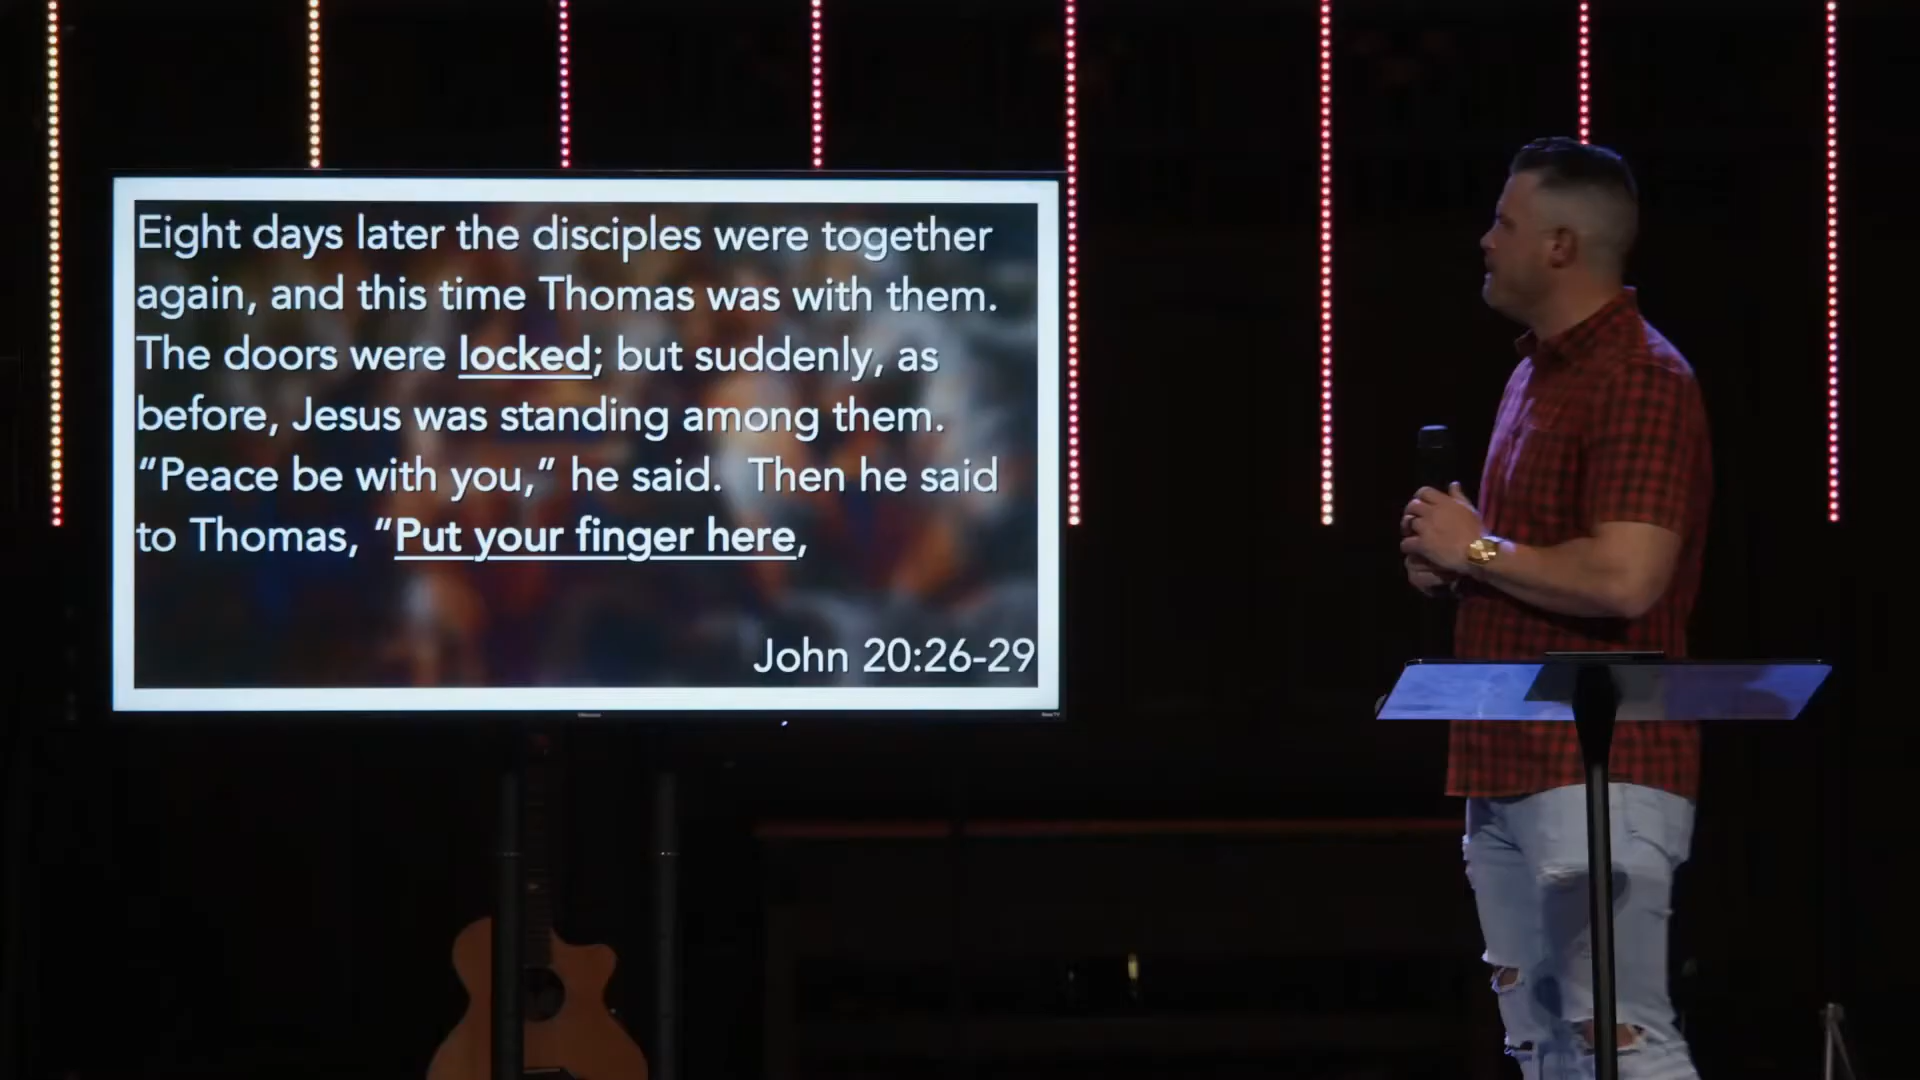 Eight days later the disciples were together
again, and this time Thomas was with them.
The doors were locked; but suddenly, as
before, Jesus was standing among them.
“Peace be with you,” he said.  Then he said
to Thomas, “Put your finger here,
John 20:26-29